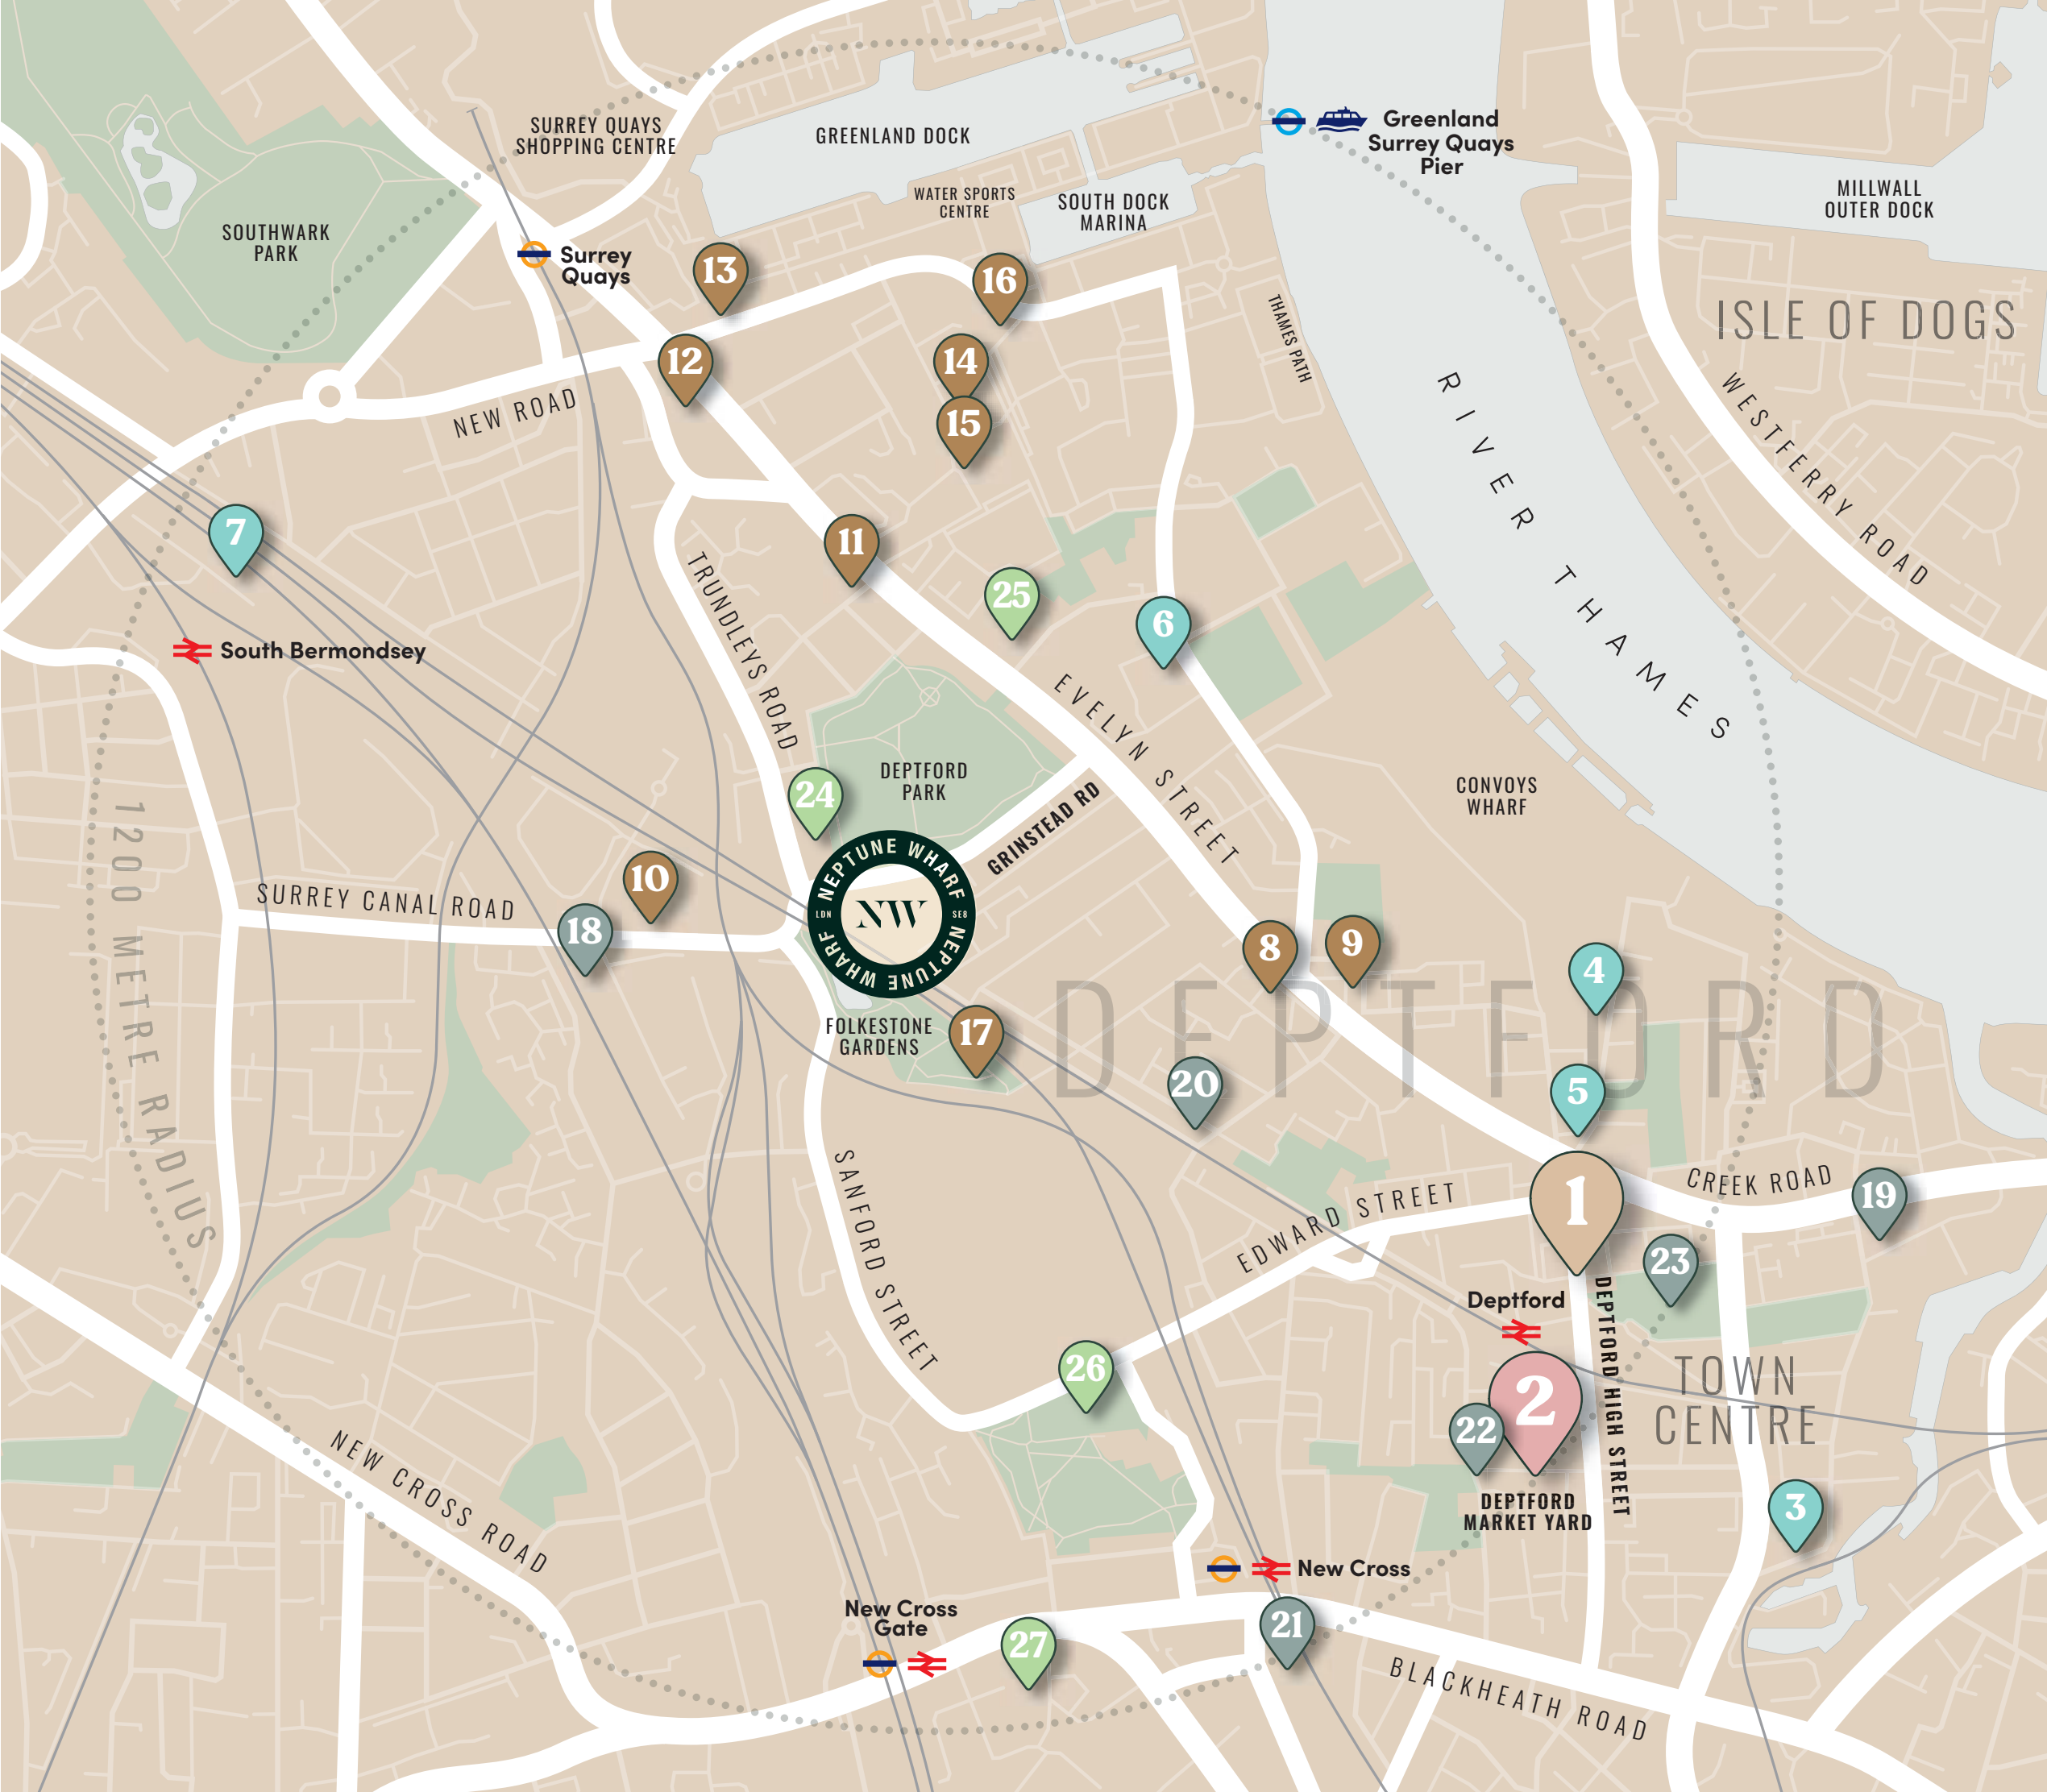 SURREY QUAYS
SHOPPING CENTRE
GREENLAND DOCK
Greenland
Surrey Quays
Pier
WATER SPORTS
CENTRE
SOUTH DOCK
MARINA
MILLWALL
OUTER DOCK
SOUTHWARK
PARK
Surrey
Quays
13
16
THAMES PATH
ISLE OF DOGS
12
14
15
NEW ROAD
RIVER THAMES
WESTFERRY ROAD
7
11
25
6
South Bermondsey
TRUNDLEYS ROAD
EVELYN STREET
DEPTFORD
PARK
24
GRINSTEAD RD
CONVOYS
WHARF
1200 METRE RADIUS
SURREY CANAL ROAD
10
18
NEPTUNE WHARF
LDN
NW
SE8
NEPTUNE WHARF
8
9
4
DEPTFORD
FOLKESTONE
GARDENS
17
20
5
SANFORD STREET
EDWARD STREET
1
CREEK ROAD
19
23
Deptford
DEPTFORD HIGH STREET
26
2
22
TOWN
CENTRE
DEPTFORD
MARKET YARD
3
NEW CROSS ROAD
New Cross
New Cross
Gate
27
21
BLACKHEATH ROAD